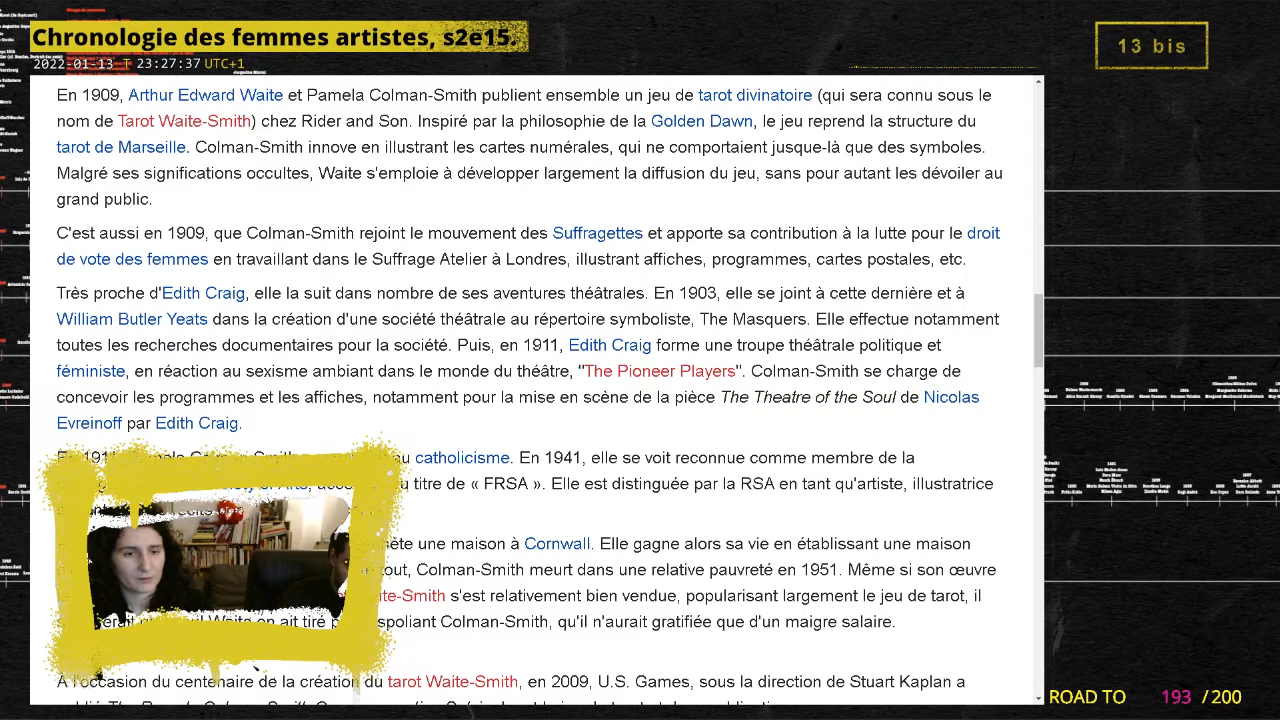 Chronologie des femmes artistes, s2e15
2022-01-13 T 23:27:37 UTC+1
13 bis
En 1909, Arthur Edward Waite et Pamela Colman-Smith publient ensemble un jeu de tarot divinatoire (qui sera connu sous le
nom de Tarot Waite-Smith) chez Rider and Son. Inspiré par la philosophie de la Golden Dawn, le jeu reprend la structure du
tarot de Marseille. Colman-Smith innove en illustrant les cartes numérales, qui ne comportaient jusque-là que des symboles.
Malgré ses significations occultes, Waite s'emploie à développer largement la diffusion du jeu, sans pour autant les dévoiler au
grand public.
C'est aussi en 1909, que Colman-Smith rejoint le mouvement des Suffragettes et apporte sa contribution à la lutte pour le droit
de vote des femmes en travaillant dans le Suffrage Atelier à Londres, illustrant affiches, programmes, cartes postales, etc.
Très proche d'Edith Craig, elle la suit dans nombre de ses aventures théâtrales. En 1903, elle se joint à cette dernière et à
William Butler Yeats dans la création d'une société théâtrale au répertoire symboliste, The Masquers. Elle effectue notamment
toutes les recherches documentaires pour la société. Puis, en 1911, Edith Craig forme une troupe théâtrale politique et
féministe, en réaction au sexisme ambiant dans le monde du théâtre, "The Pioneer Players". Colman-Smith se charge de
concevoir les programmes et les affiches, notamment pour la mise en scène de la pièce The Theatre of the Soul de Nicolas
Evreinoff par Edith Craig.
catholicisme. En 1941, elle se voit reconnue comme membre de la
titre de « FRSA ». Elle est distinguée par la RSA en tant qu'artiste, illustratrice
une maison à Cornwall. Elle gagne alors sa vie en établissant une maison
Colman-Smith meurt dans une relative pauvreté en 1951. Même si son œuvre
s'est relativement bien vendue, popularisant largement le jeu de tarot, il
Waite en ait tiré spoliant Colman-Smith, qu'il n'aurait gratifiée que d'un maigre salaire.
A l'occasion du centenaire de la création du tarot Waite-Smith, en 2009, U.S. Games, sous la direction de Stuart Kaplan a
ROAD TO 193 / 200